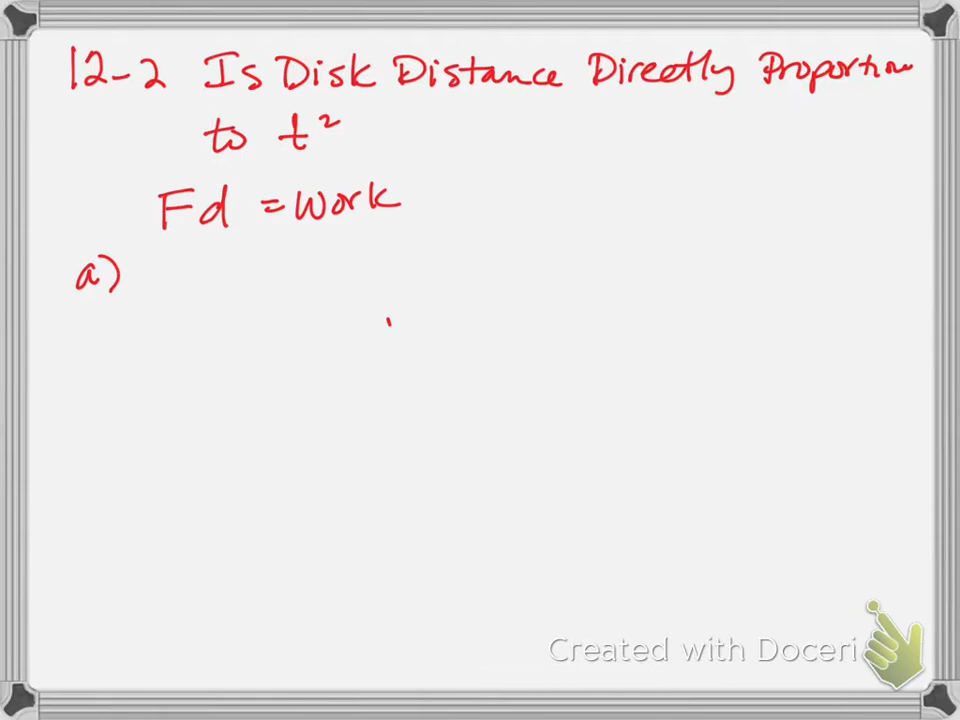 12-2 Is Disk Distance Directly Proportion
to t²
Fd = Work
a)
Created with Doceri